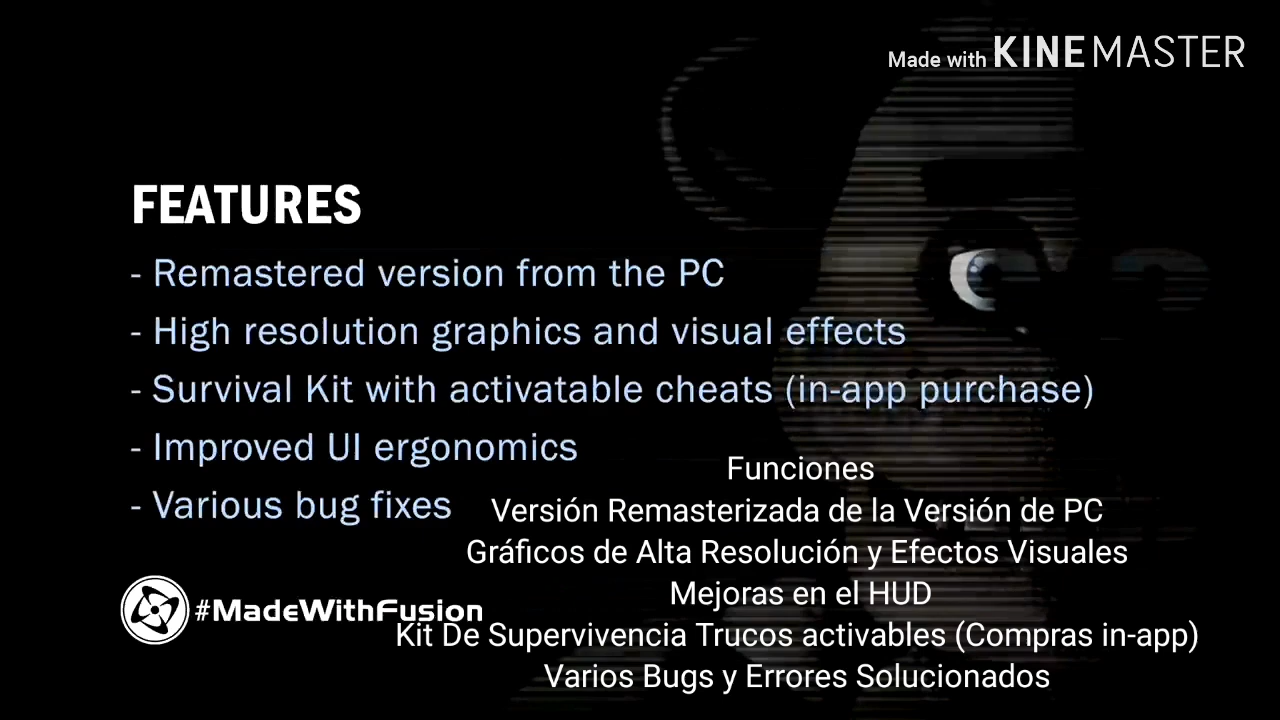 Made with KINEMASTER
FEATURES
- Remastered version from the PC
- High resolution graphics and visual effects
- Survival Kit with activatable cheats (in-app purchase)
- Improved UI ergonomics
- Various bug fixes
Funciones
Versión Remasterizada de la Versión de PC
Gráficos de Alta Resolución y Efectos Visuales
Mejoras en el HUD
#MadeWithFusion
Kit De Supervivencia Trucos activables (Compras in-app)
Varios Bugs y Errores Solucionados